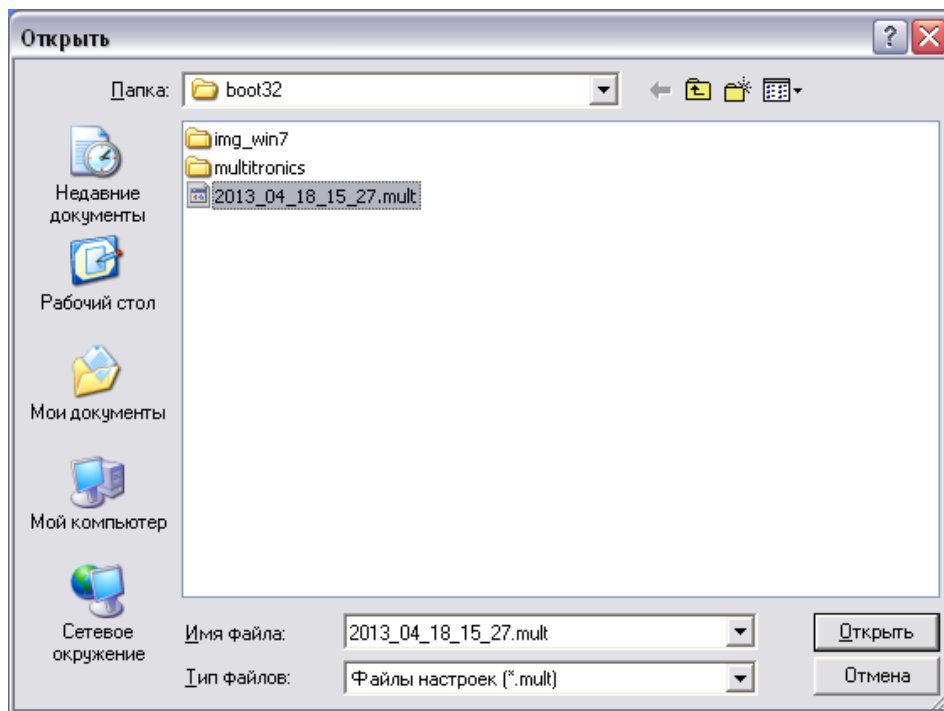 Открыть
Папка: boot32
img_win7
multitronics
2013_04_18_15_27.mult
Недавние
документы
Рабочий стол
Мои документы
Мой компьютер
Сетевое
окружение
Имя файла: 2013_04_18_15_27.mult Открыть
Тип файлов: Файлы настроек (*.mult) Отмена